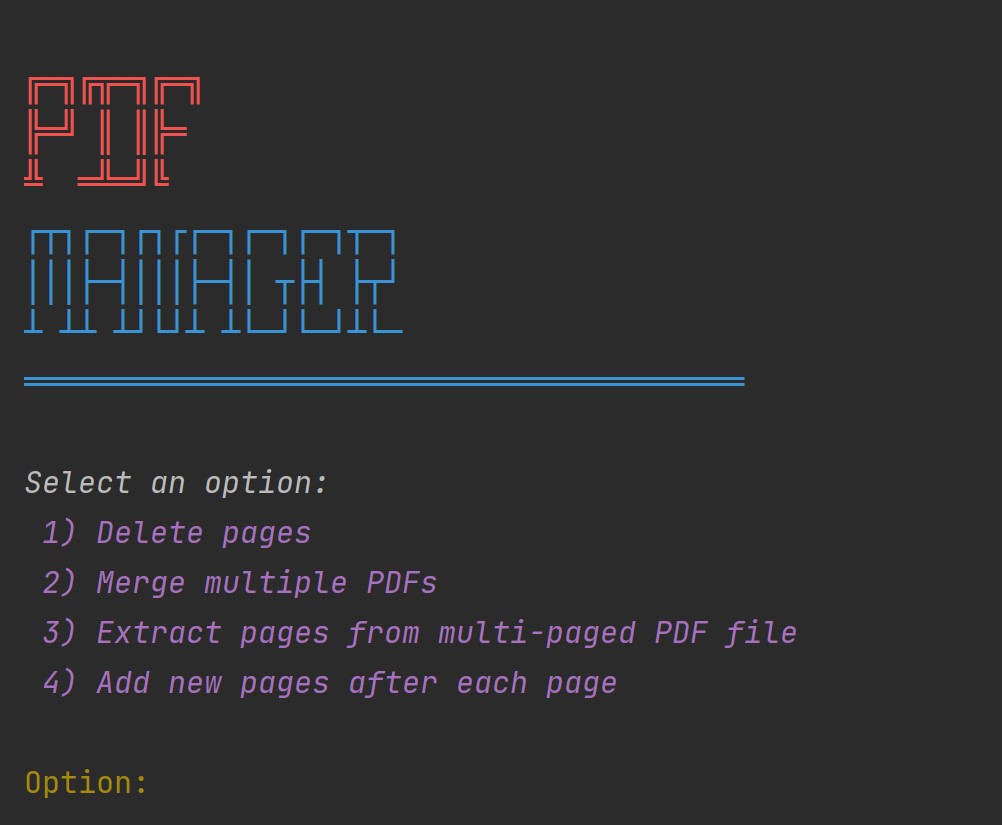 PDF
MANAGER
Select an option:
1) Delete pages
2) Merge multiple PDFs
3) Extract pages from multi-paged PDF file
4) Add new pages after each page
Option: